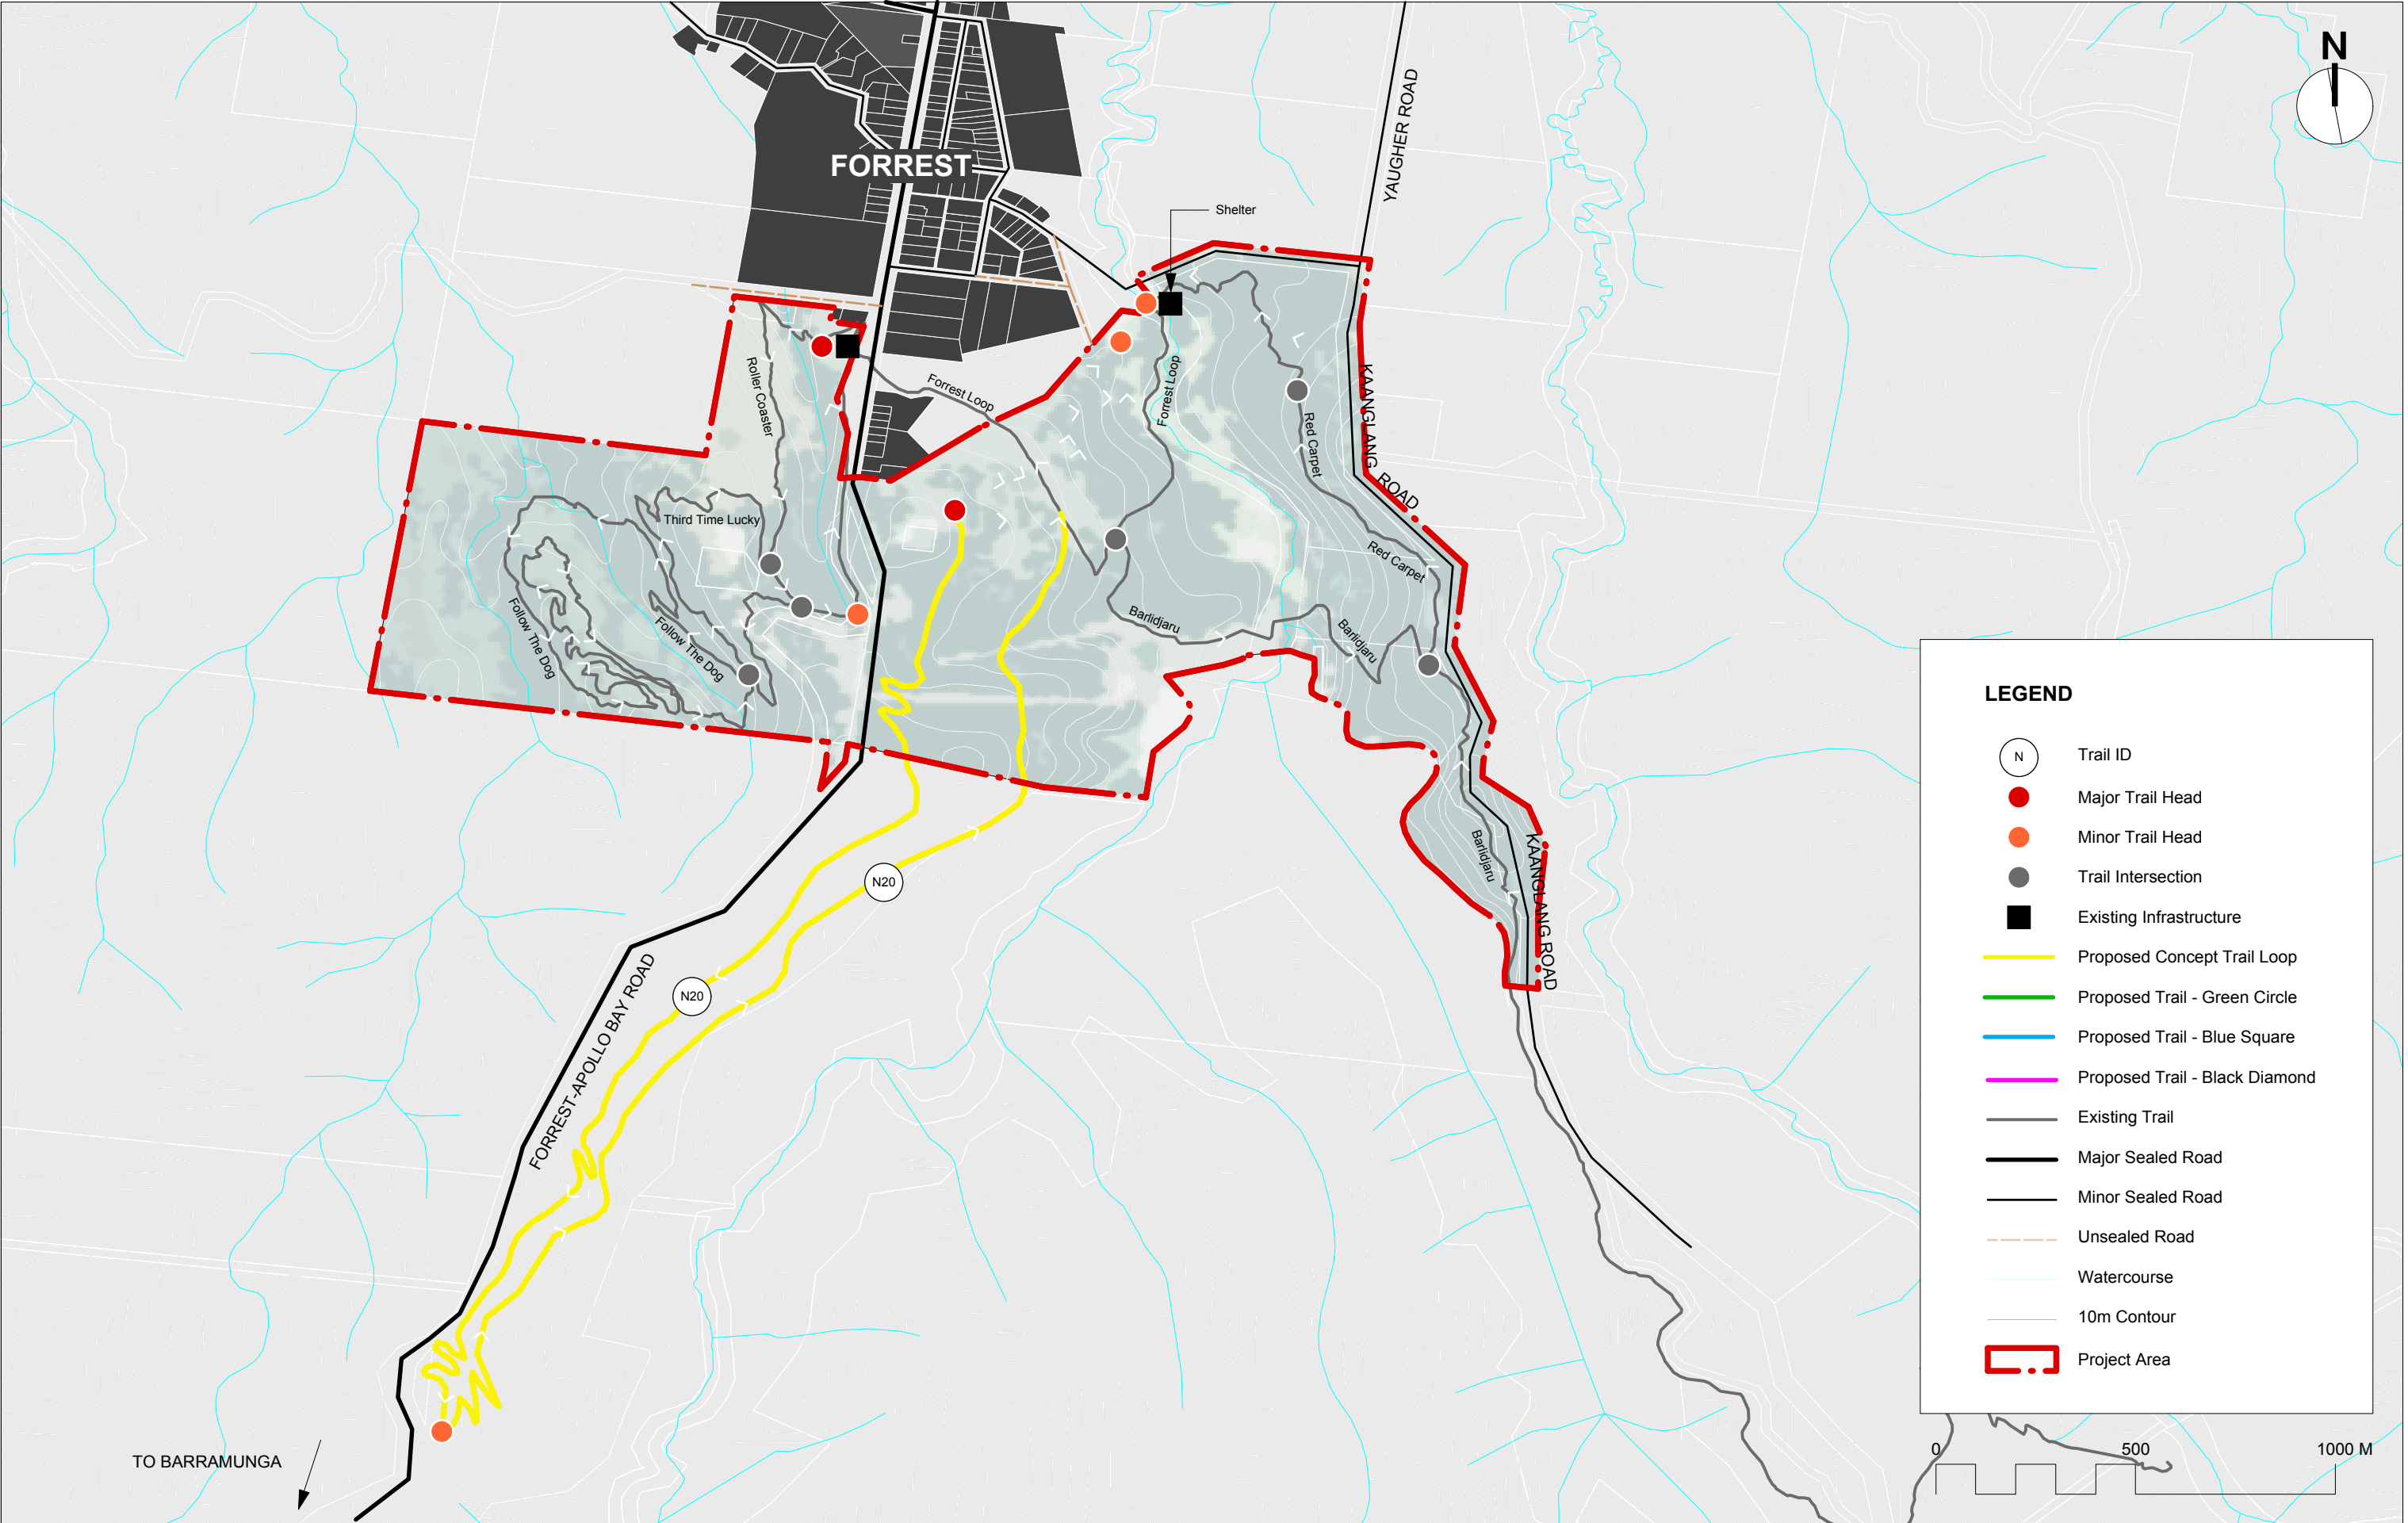 N
YAUGHER ROAD
FORREST
Shelter
Roller Coaster
Forrest Loop
Forrest Loop
Red Carpet
KAANGLANG ROAD
Third Time Lucky
Red Carpet
Follow The Dog
Follow The Dog
Barlidjaru
Barlidjaru
Barlidjaru
KAANGLANG ROAD
N20
N20
FORREST-APOLLO BAY ROAD
TO BARRAMUNGA
LEGEND
N Trail ID
Major Trail Head
Minor Trail Head
Trail Intersection
Existing Infrastructure
Proposed Concept Trail Loop
Proposed Trail - Green Circle
Proposed Trail - Blue Square
Proposed Trail - Black Diamond
Existing Trail
Major Sealed Road
Minor Sealed Road
Unsealed Road
Watercourse
10m Contour
Project Area
0 500 1000 M